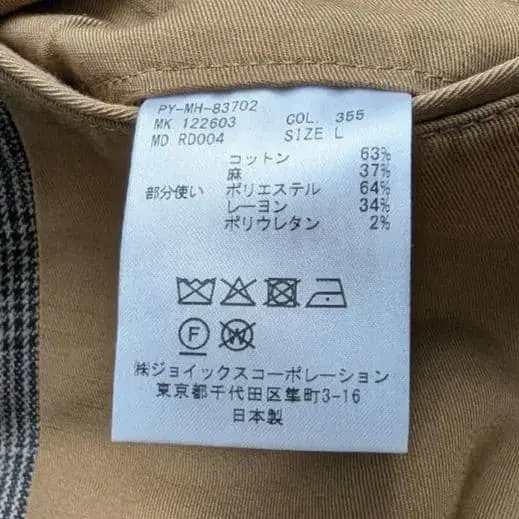 PY-MH-83702
MK 122603 COL. 355
MD RD004 SIZE L
コットン 63%
麻 37%
部分使い ポリエステル 64%
レーヨン 34%
ポリウレタン 2%
F W
㈱ジョイックスコーポレーション
東京都千代田区隼町3-16
日本製